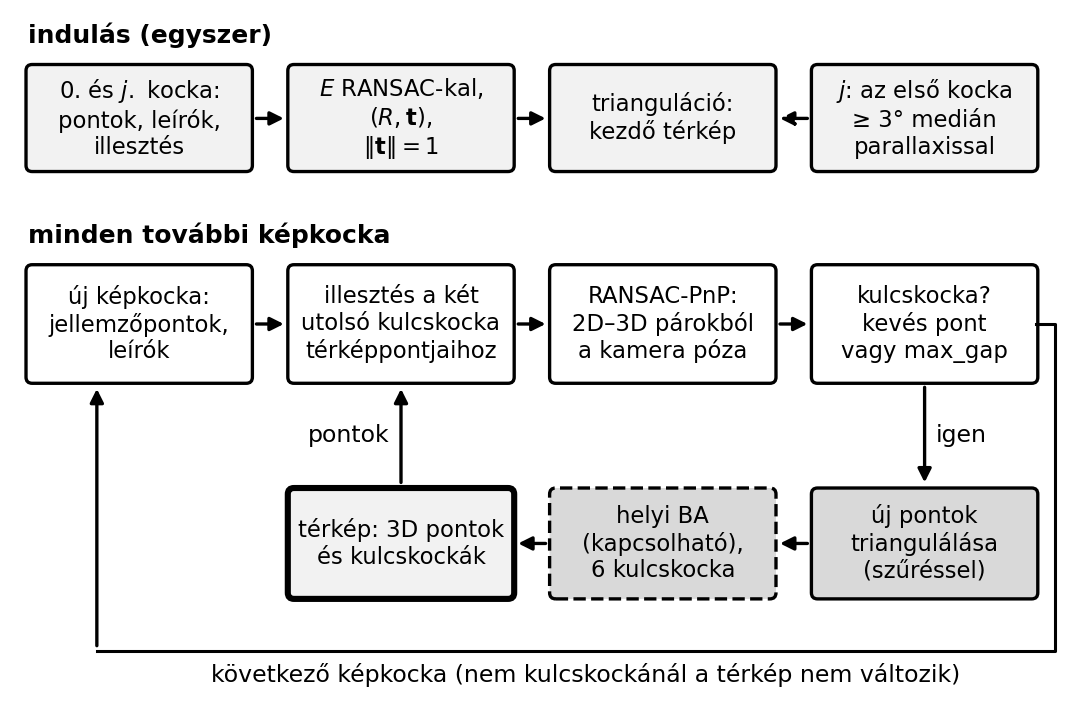 indulás (egyszer)
0. és j. kocka:
pontok, leírók,
illesztés
E RANSAC-kal,
(R, t),
‖t‖ = 1
trianguláció:
kezdő térkép
j: az első kocka
≥ 3° medián
parallaxissal
minden további képkocka
új képkocka:
jellemzőpontok,
leírók
illesztés a két
utolsó kulcskocka
térképpontjaihoz
RANSAC-PnP:
2D–3D párokból
a kamera póza
kulcskocka?
kevés pont
vagy max_gap
pontok
igen
térkép: 3D pontok
és kulcskockák
helyi BA
(kapcsolható),
6 kulcskocka
új pontok
triangulálása
(szűréssel)
következő képkocka (nem kulcskockánál a térkép nem változik)